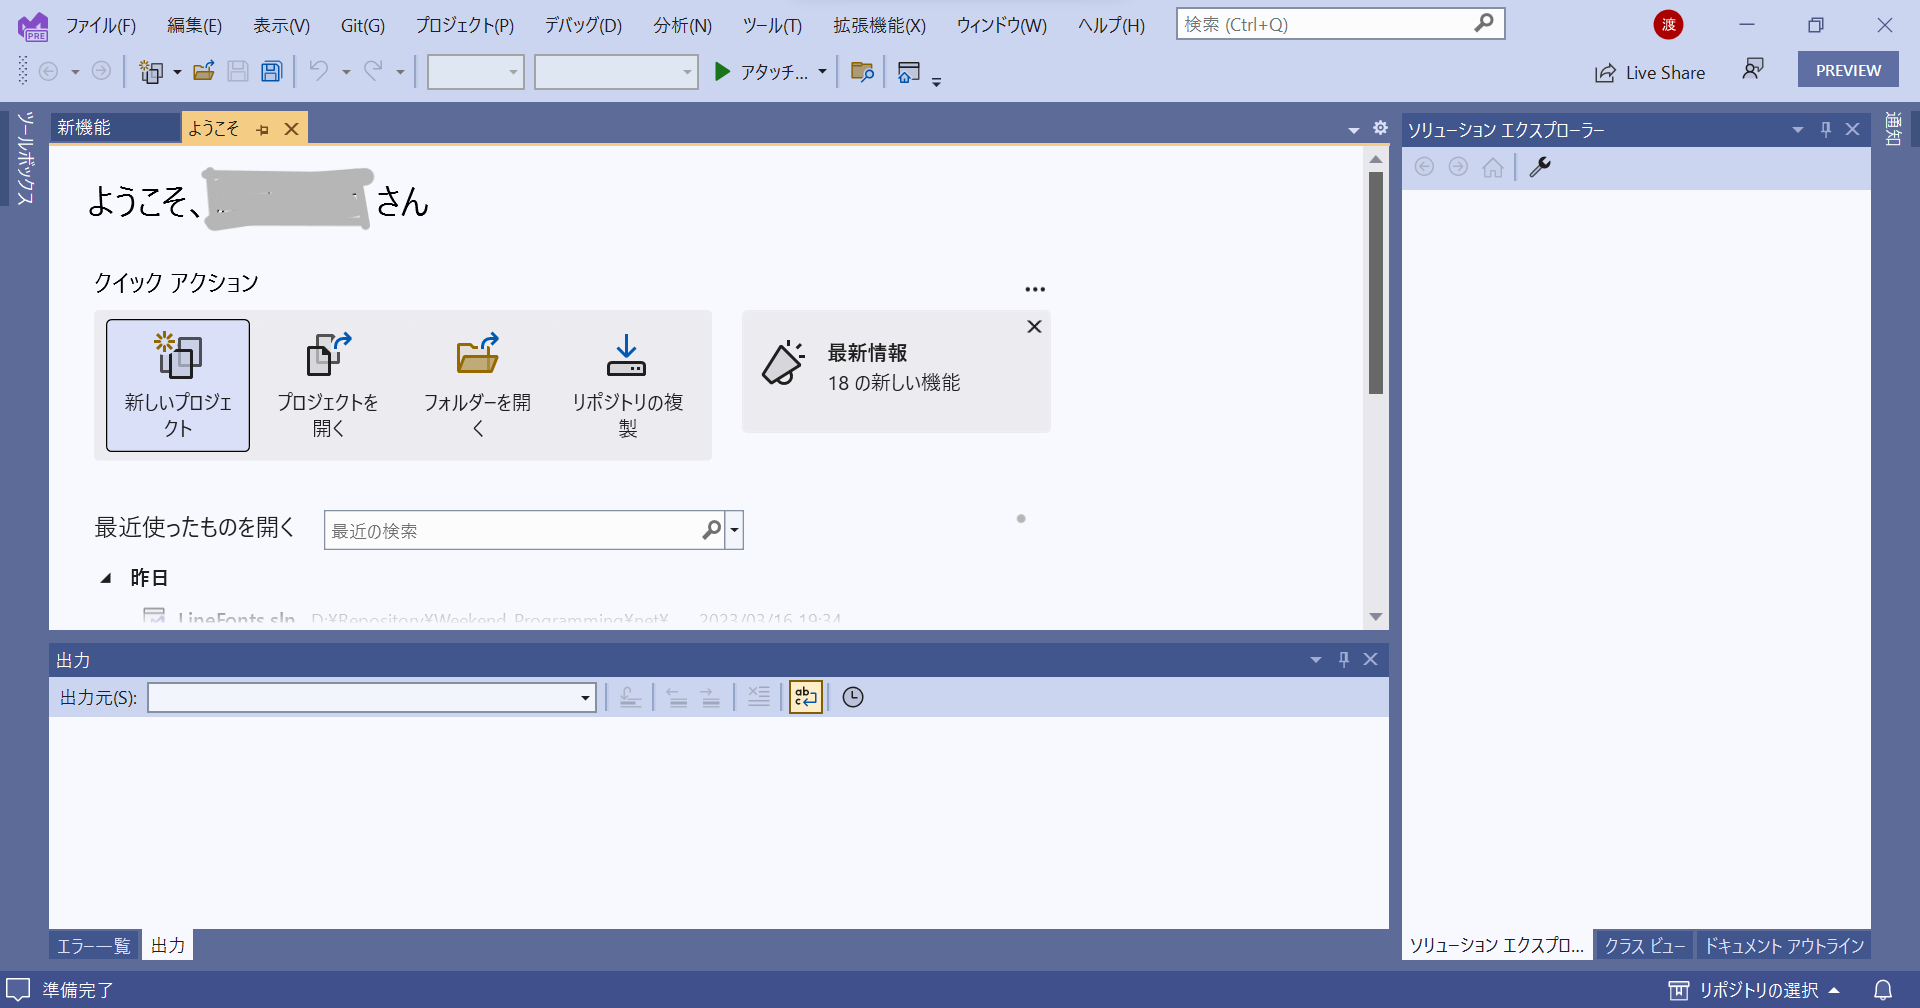 ファイル(F) 編集(E) 表示(V) Git(G) プロジェクト(P) デバッグ(D) 分析(N) ツール(T) 拡張機能(X) ウィンドウ(W) ヘルプ(H) 検索 (Ctrl+Q) 渡
PRE
アタッチ... Live Share PREVIEW
ツールボックス
新機能 ようこそ
ようこそ、 さん
クイック アクション
新しいプロジェ
クト
プロジェクトを
開く
フォルダーを開
く
リポジトリの複
製
最新情報
18 の新しい機能
最近使ったものを開く 最近の検索
昨日
LineFonts.sln D:¥Repository¥Weekend_Programming¥net¥ 2023/03/16 19:34
出力
出力元(S):
エラー一覧 出力
ソリューション エクスプローラー
通知
ソリューション エクスプロ... クラス ビュー ドキュメント アウトライン
準備完了 リポジトリの選択